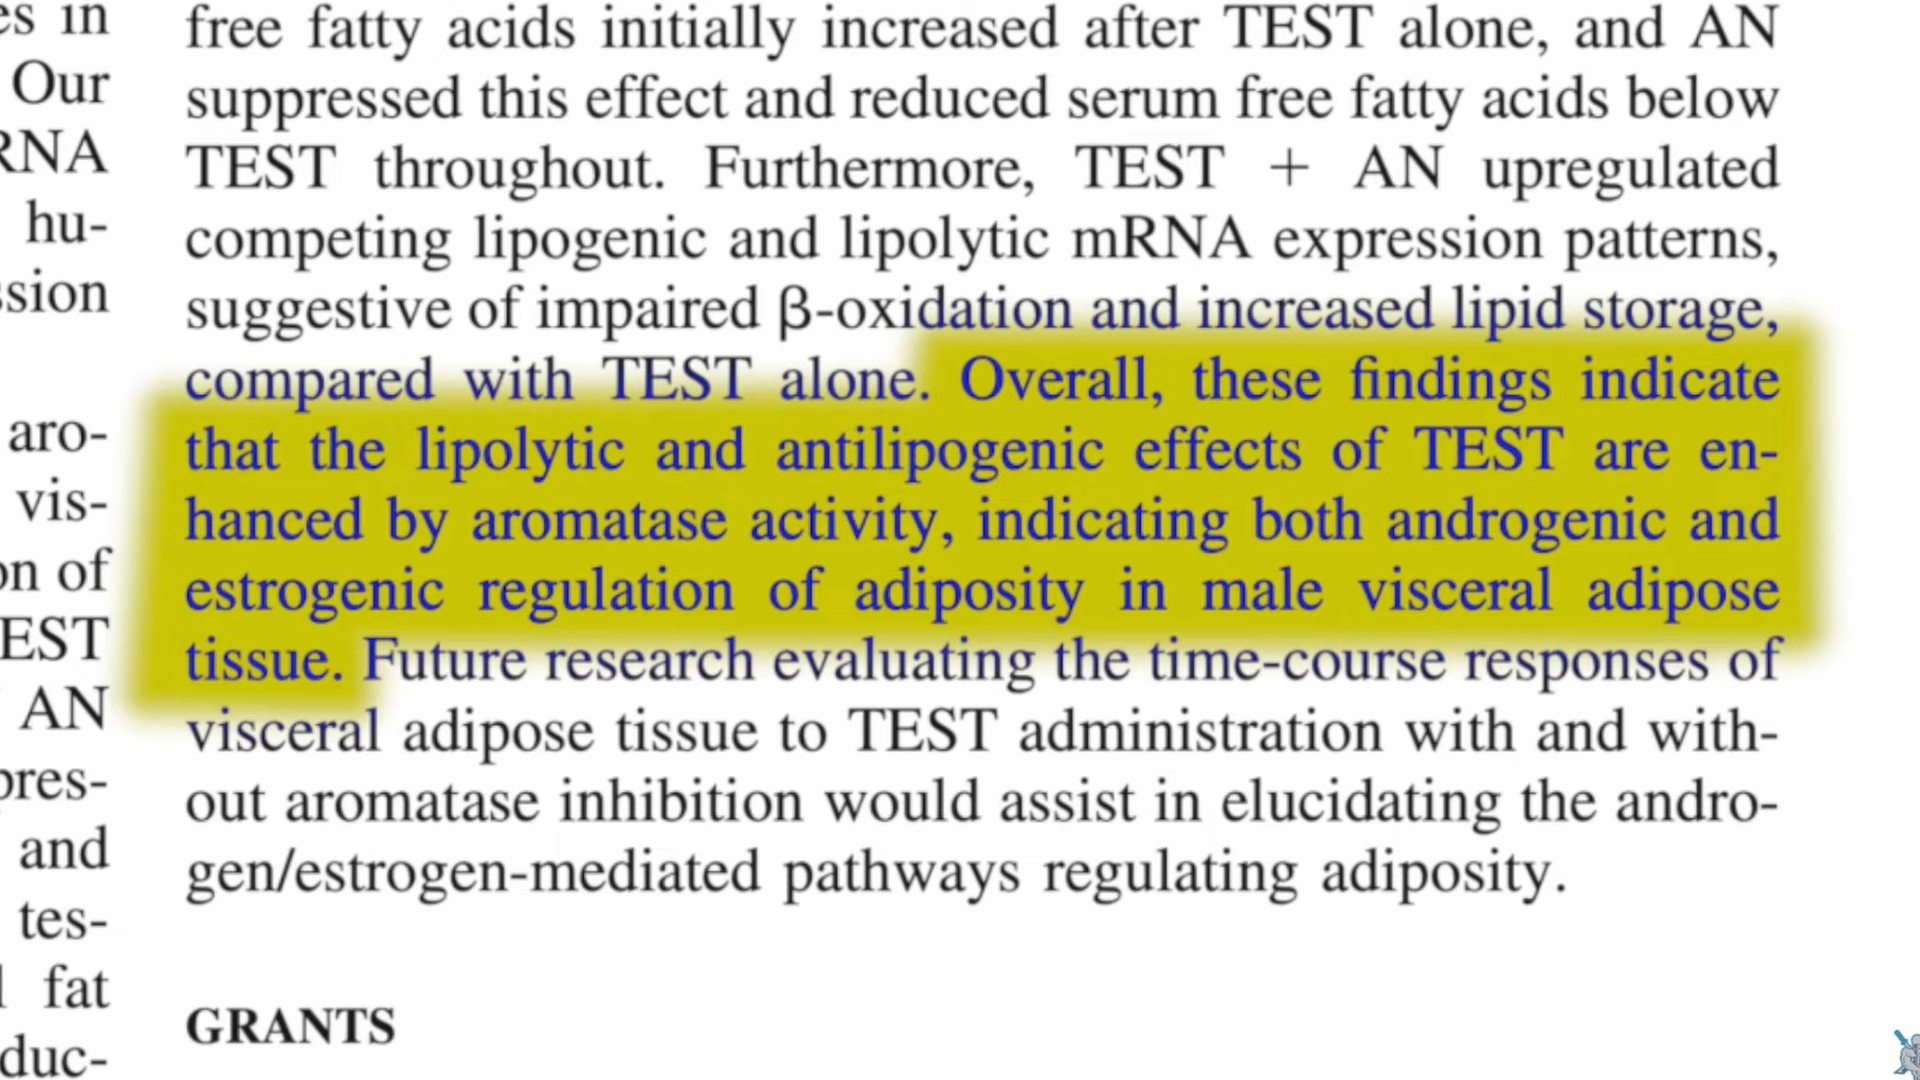 es in
Our
RNA
hu-
ssion
aro-
vis-
on of
EST
AN
pres-
and
tes-
l fat
duc-
free fatty acids initially increased after TEST alone, and AN
suppressed this effect and reduced serum free fatty acids below
TEST throughout. Furthermore, TEST + AN upregulated
competing lipogenic and lipolytic mRNA expression patterns,
suggestive of impaired β-oxidation and increased lipid storage,
compared with TEST alone. Overall, these findings indicate
that the lipolytic and antilipogenic effects of TEST are en-
hanced by aromatase activity, indicating both androgenic and
estrogenic regulation of adiposity in male visceral adipose
tissue. Future research evaluating the time-course responses of
visceral adipose tissue to TEST administration with and with-
out aromatase inhibition would assist in elucidating the andro-
gen/estrogen-mediated pathways regulating adiposity.
GRANTS